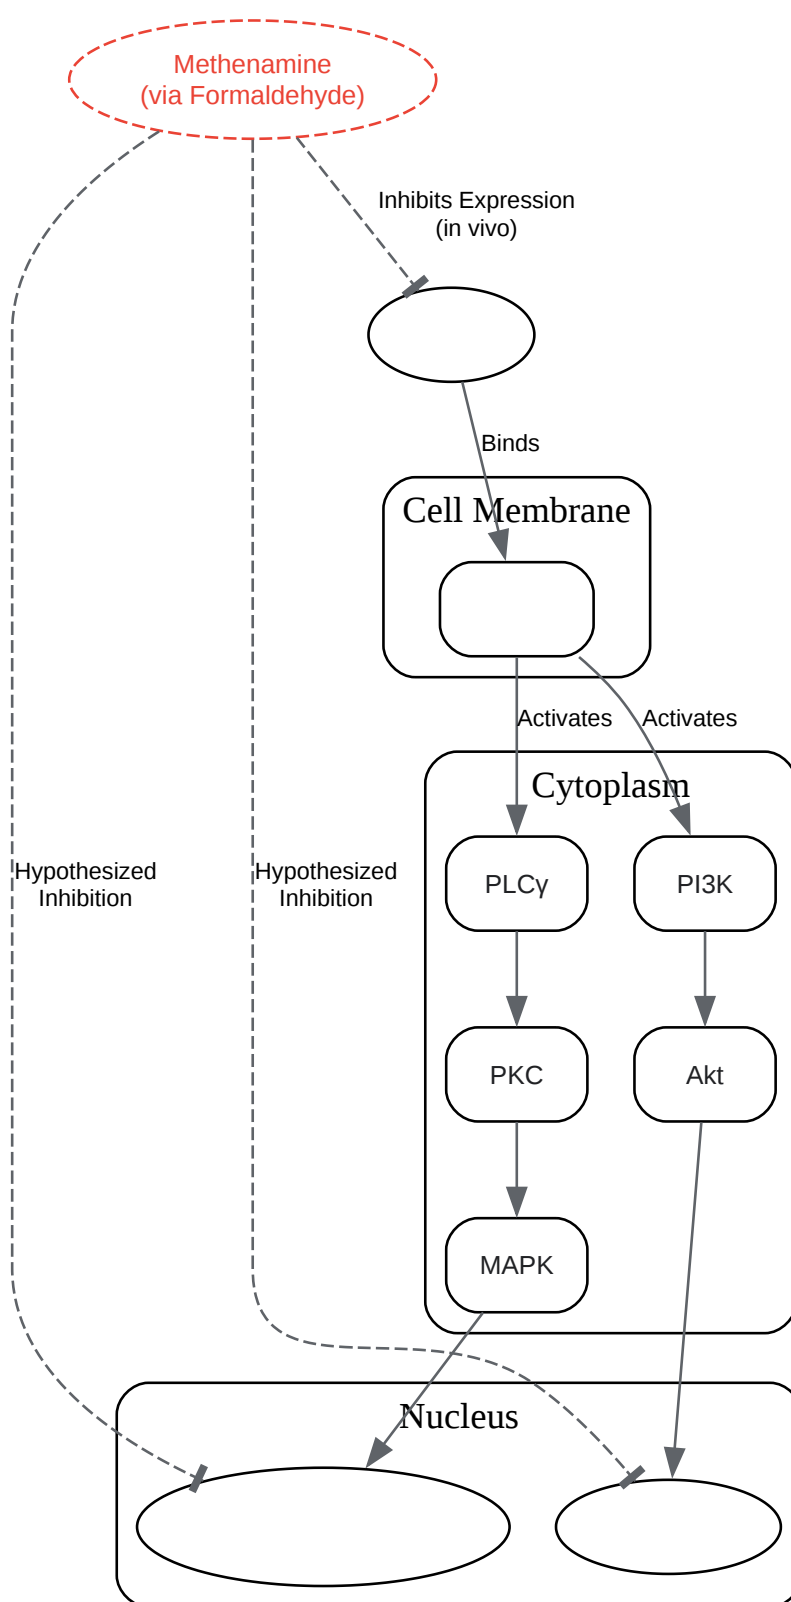 Methenamine
(via Formaldehyde)
Inhibits Expression
(in vivo)
Binds
Cell Membrane
Activates
Activates
Cytoplasm
Hypothesized
Inhibition
Hypothesized
Inhibition
PLCγ
PI3K
PKC
Akt
MAPK
Nucleus